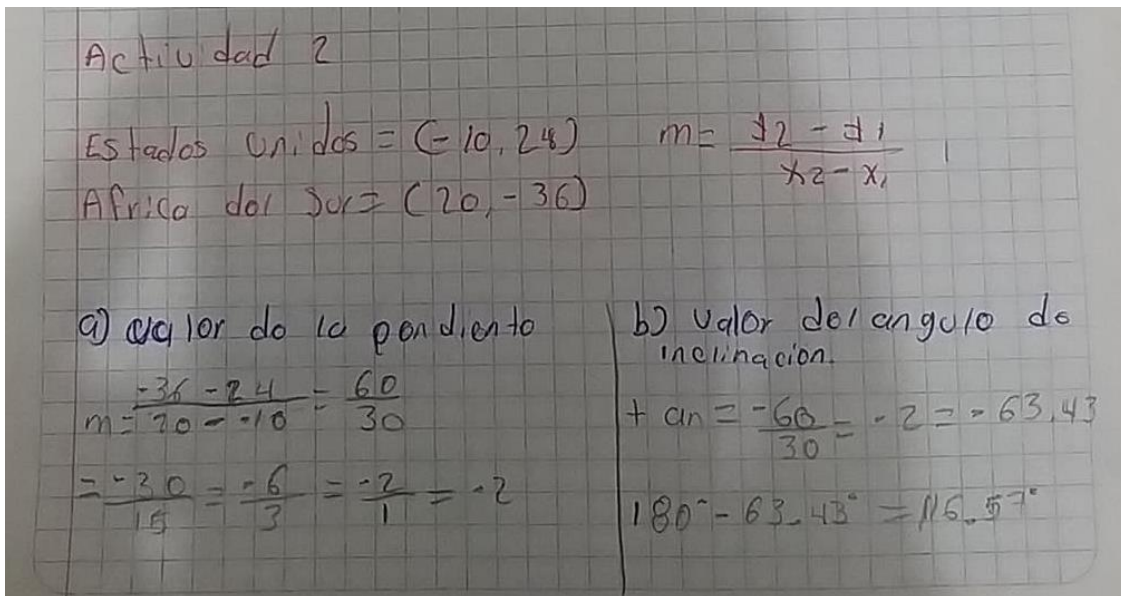 Actividad 2
Estados Unidos = (-10, 24)
Africa del Sur = (20, -36)
m = y2 - y1 / x2 - x1
a) valor de la pendiente
m = -36 - 24 / 20 - -10 = 60 / 30
= -30 / 15 = -6 / 3 = -2 / 1 = -2
b) Valor del angulo de
inclinacion.
tan = -60 / 30 = -2 = -63.43
180° - 63.43° = 116.57°